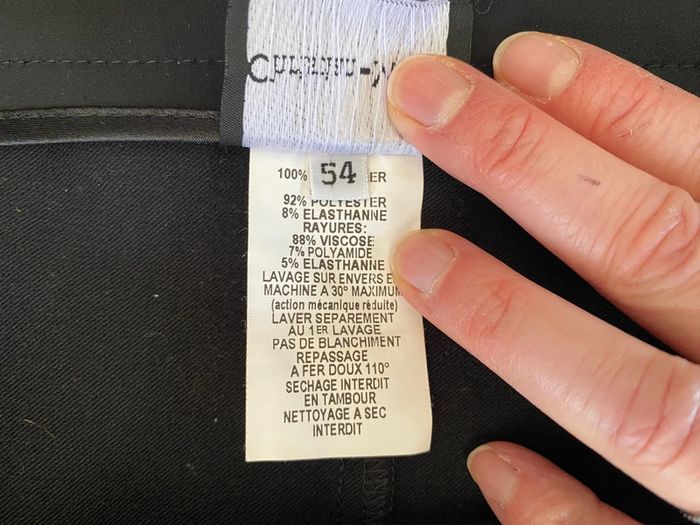 54
100%
92% POLYESTER
8% ELASTHANNE
RAYURES:
88% VISCOSE
7% POLYAMIDE
5% ELASTHANNE
LAVAGE SUR ENVERS
MACHINE A 30° MAXIMUM
(action mécanique réduite)
LAVER SEPAREMENT
AU 1ER LAVAGE
PAS DE BLANCHIMENT
REPASSAGE
A FER DOUX 110°
SECHAGE INTERDIT
EN TAMBOUR
NETTOYAGE A SEC
INTERDIT